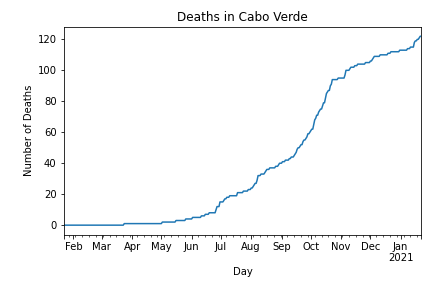 Deaths in Cabo Verde
120
100
80
60
40
20
0
Number of Deaths
Feb Mar Apr May Jun Jul Aug Sep Oct Nov Dec Jan
2021
Day